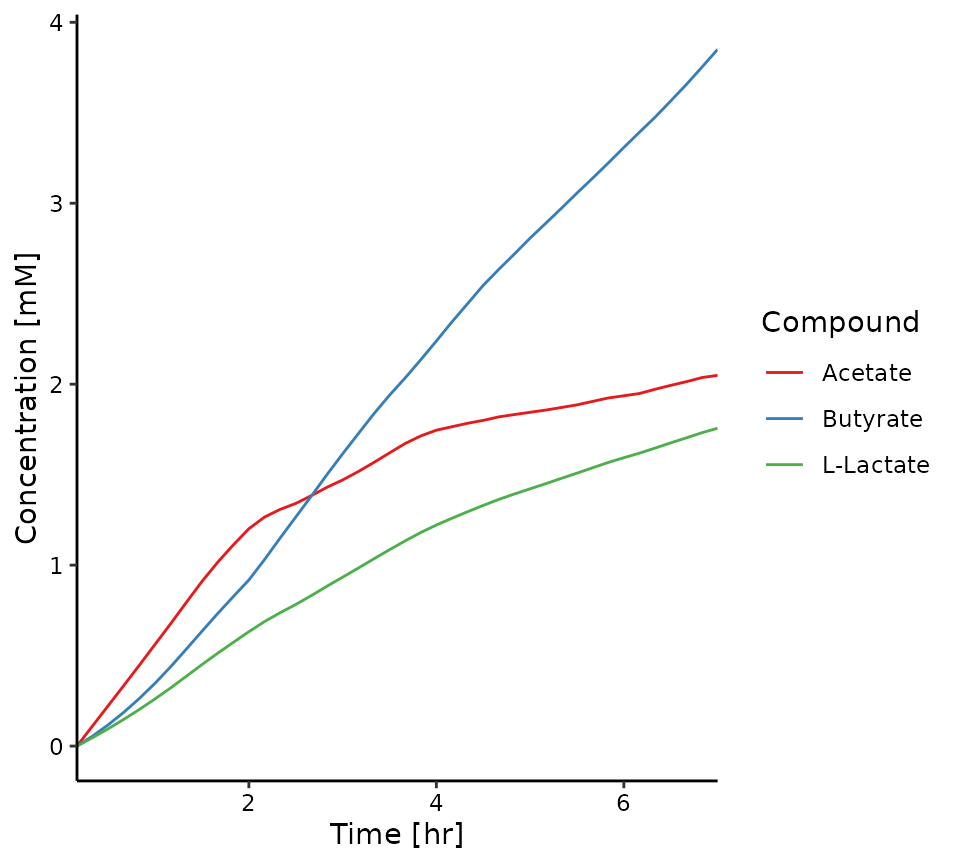 4
3
2
1
0
Concentration [mM]
2
4
6
Time [hr]
Compound
Acetate
Butyrate
L-Lactate